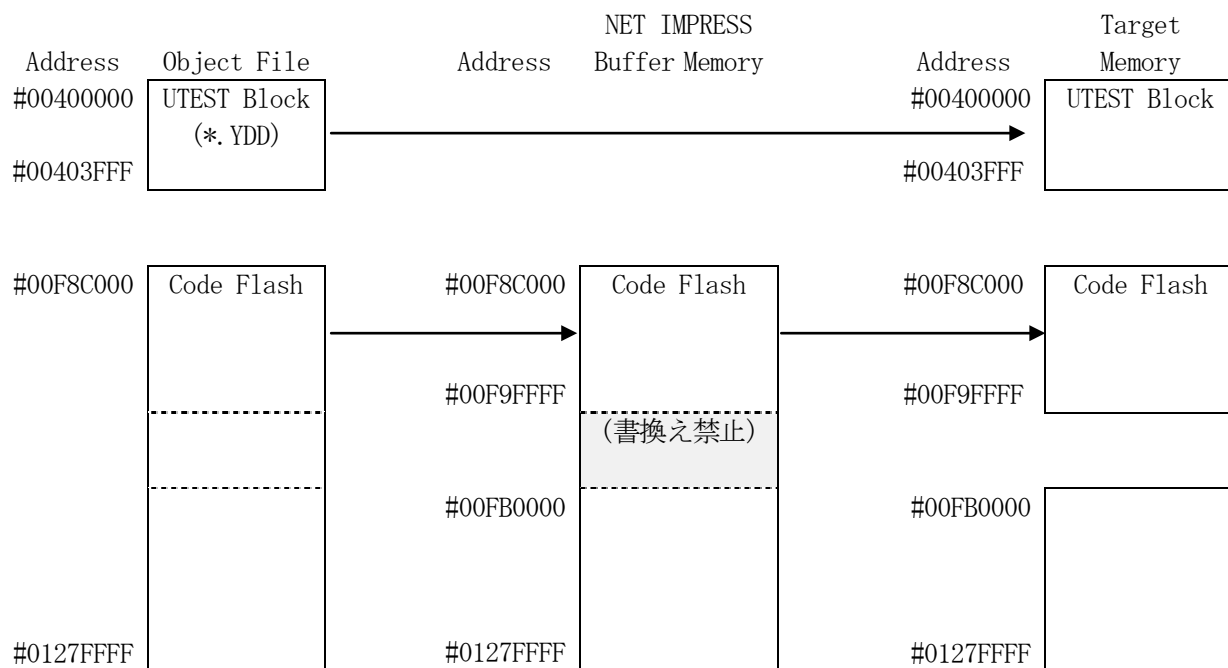 NET IMPRESS Target
Address Object File Address Buffer Memory Address Memory
#00400000 UTEST Block #00400000 UTEST Block
(*.YDD)
#00403FFF #00403FFF
#00F8C000 Code Flash #00F8C000 Code Flash #00F8C000 Code Flash
#00F9FFFF #00F9FFFF
(書換え禁止)
#00FB0000 #00FB0000
#0127FFFF #0127FFFF #0127FFFF